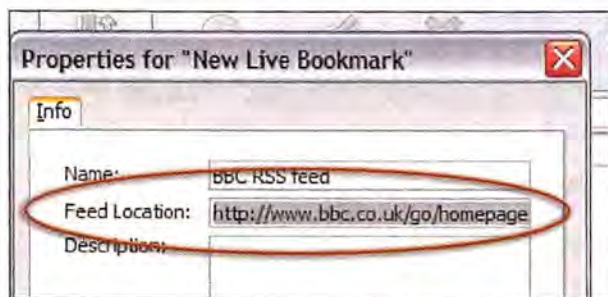 Properties for "New Live Bookmark"
Info
Name: BBC RSS feed
Feed Location: http://www.bbc.co.uk/go/homepage
Description: